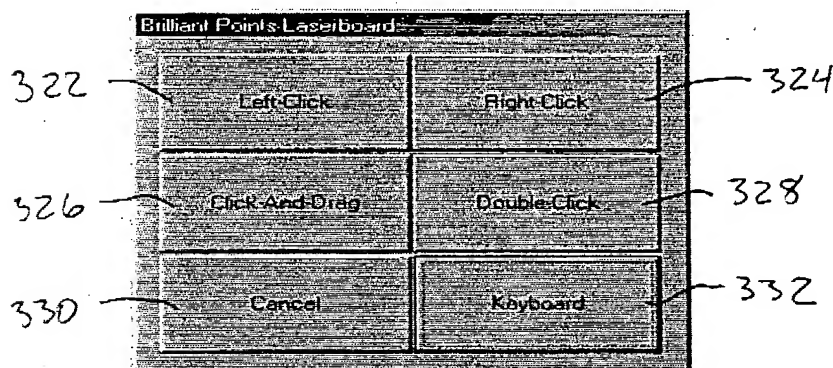 Brilliant Points Laserboard
322 Left-Click Right-Click 324
326 Click-And-Drag Double-Click 328
330 Cancel Keyboard 332